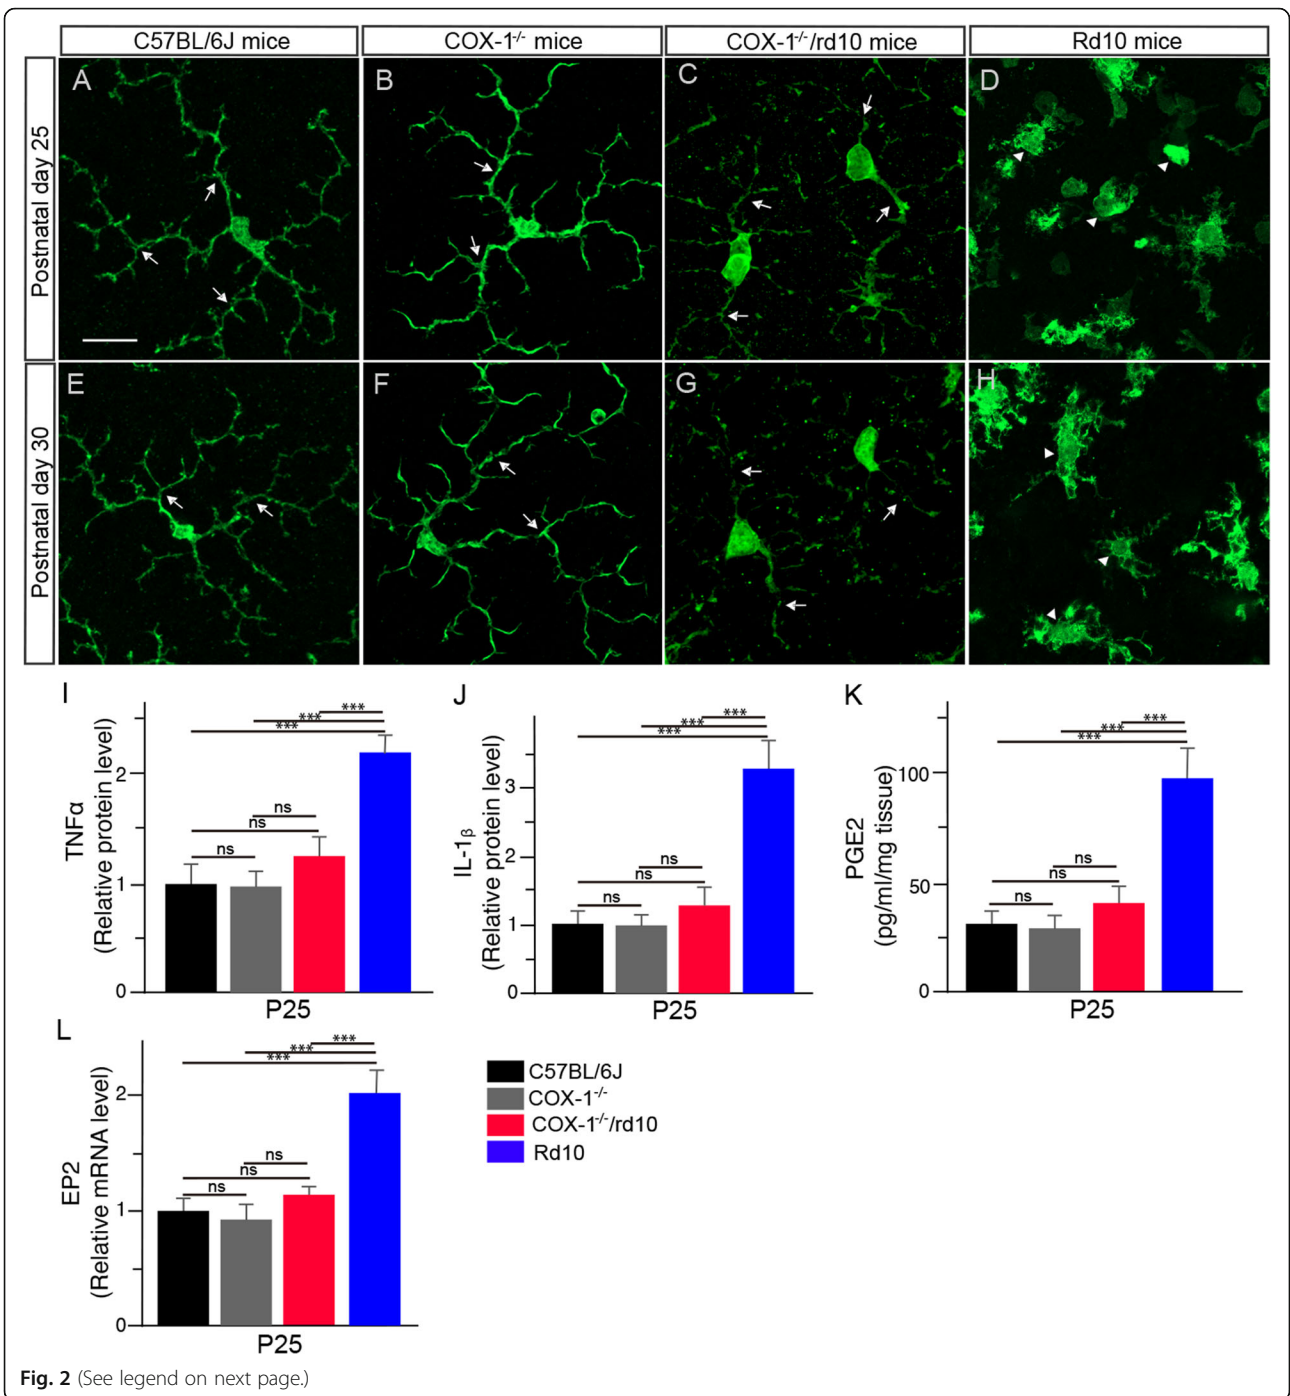 C57BL/6J mice
COX-1-/- mice
COX-1-/-/rd10 mice
Rd10 mice
Postnatal day 25
A
B
C
D
Postnatal day 30
E
F
G
H
I
TNFα
(Relative protein level)
2
1
0
ns
ns
ns
***
***
***
P25
J
IL-1β
(Relative protein level)
3
2
1
0
ns
ns
ns
***
***
***
P25
K
PGE2
(pg/ml/mg tissue)
100
50
0
ns
ns
ns
***
***
***
P25
L
EP2
(Relative mRNA level)
2
1
0
ns
ns
ns
***
***
***
P25
C57BL/6J
COX-1-/-
COX-1-/-/rd10
Rd10
Fig. 2 (See legend on next page.)